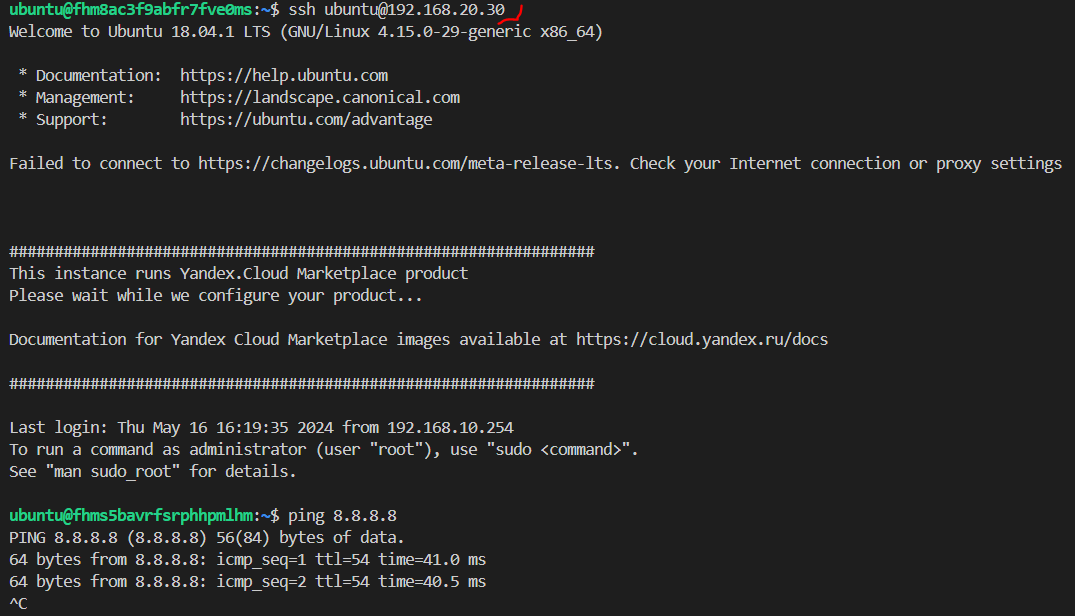 ubuntu@fhm8ac3f9abfr7fve0ms:~$ ssh ubuntu@192.168.20.30
Welcome to Ubuntu 18.04.1 LTS (GNU/Linux 4.15.0-29-generic x86_64)
* Documentation:  https://help.ubuntu.com
* Management:     https://landscape.canonical.com
* Support:        https://ubuntu.com/advantage
Failed to connect to https://changelogs.ubuntu.com/meta-release-lts. Check your Internet connection or proxy settings
#################################################################
This instance runs Yandex.Cloud Marketplace product
Please wait while we configure your product...
Documentation for Yandex Cloud Marketplace images available at https://cloud.yandex.ru/docs
#################################################################
Last login: Thu May 16 16:19:35 2024 from 192.168.10.254
To run a command as administrator (user "root"), use "sudo <command>".
See "man sudo_root" for details.
ubuntu@fhms5bavrfsrphhpmlhm:~$ ping 8.8.8.8
PING 8.8.8.8 (8.8.8.8) 56(84) bytes of data.
64 bytes from 8.8.8.8: icmp_seq=1 ttl=54 time=41.0 ms
64 bytes from 8.8.8.8: icmp_seq=2 ttl=54 time=40.5 ms
^C